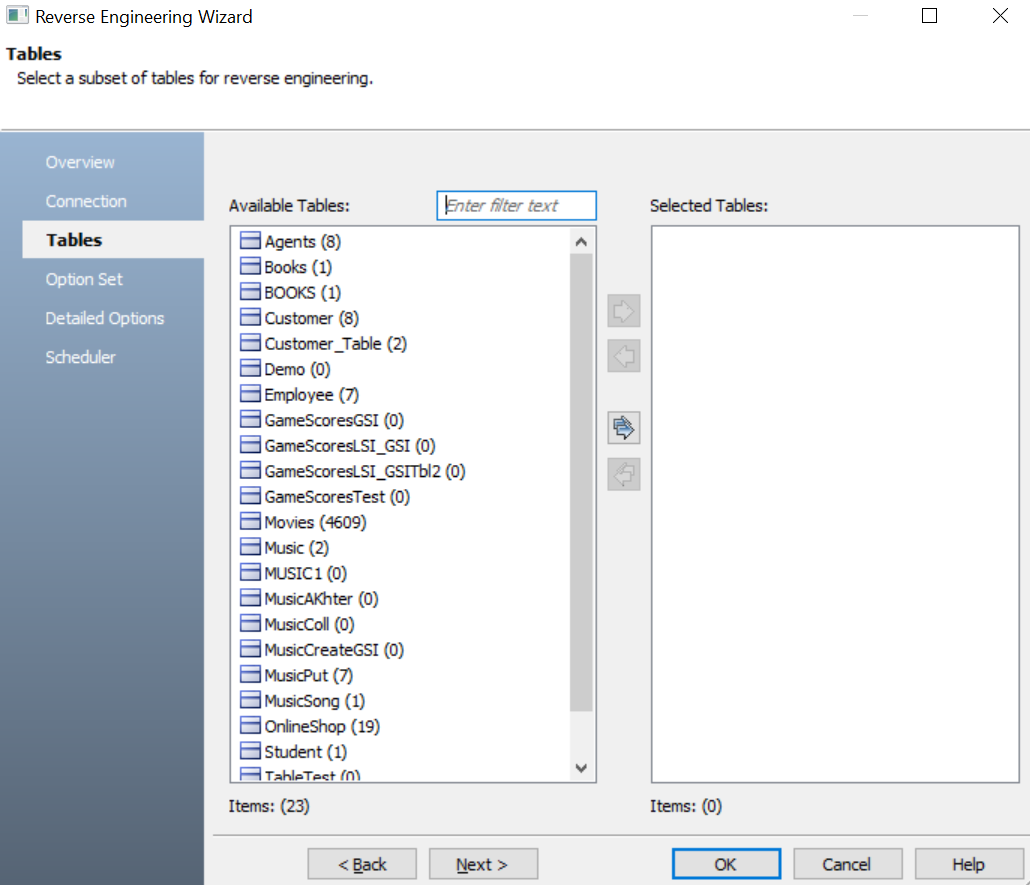 Reverse Engineering Wizard
Tables
Select a subset of tables for reverse engineering.
Overview
Connection
Tables
Option Set
Detailed Options
Scheduler
Available Tables:
Enter filter text
Agents (8)
Books (1)
BOOKS (1)
Customer (8)
Customer_Table (2)
Demo (0)
Employee (7)
GameScoresGSI (0)
GameScoresLSI_GSI (0)
GameScoresLSI_GSITbl2 (0)
GameScoresTest (0)
Movies (4609)
Music (2)
MUSIC1 (0)
MusicAKhter (0)
MusicColl (0)
MusicCreateGSI (0)
MusicPut (7)
MusicSong (1)
OnlineShop (19)
Student (1)
TableTest (0)
Items: (23)
Selected Tables:
Items: (0)
< Back
Next >
OK
Cancel
Help